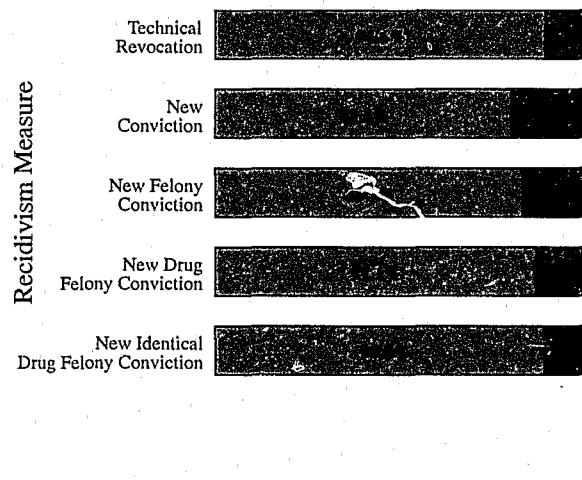 Technical
Revocation
New
Conviction
New Felony
Conviction
New Drug
Felony Conviction
New Identical
Drug Felony Conviction
Recidivism Measure